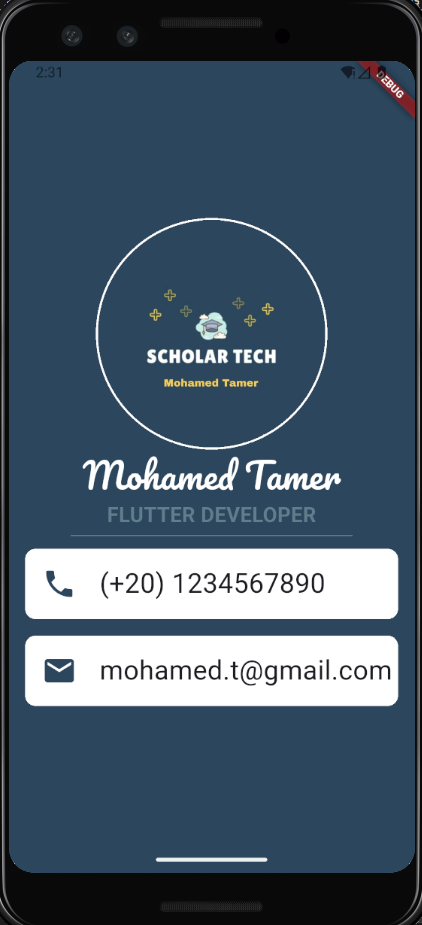 2:31
DEBUG
SCHOLAR TECH
Mohamed Tamer
Mohamed Tamer
FLUTTER DEVELOPER
(+20) 1234567890
mohamed.t@gmail.com